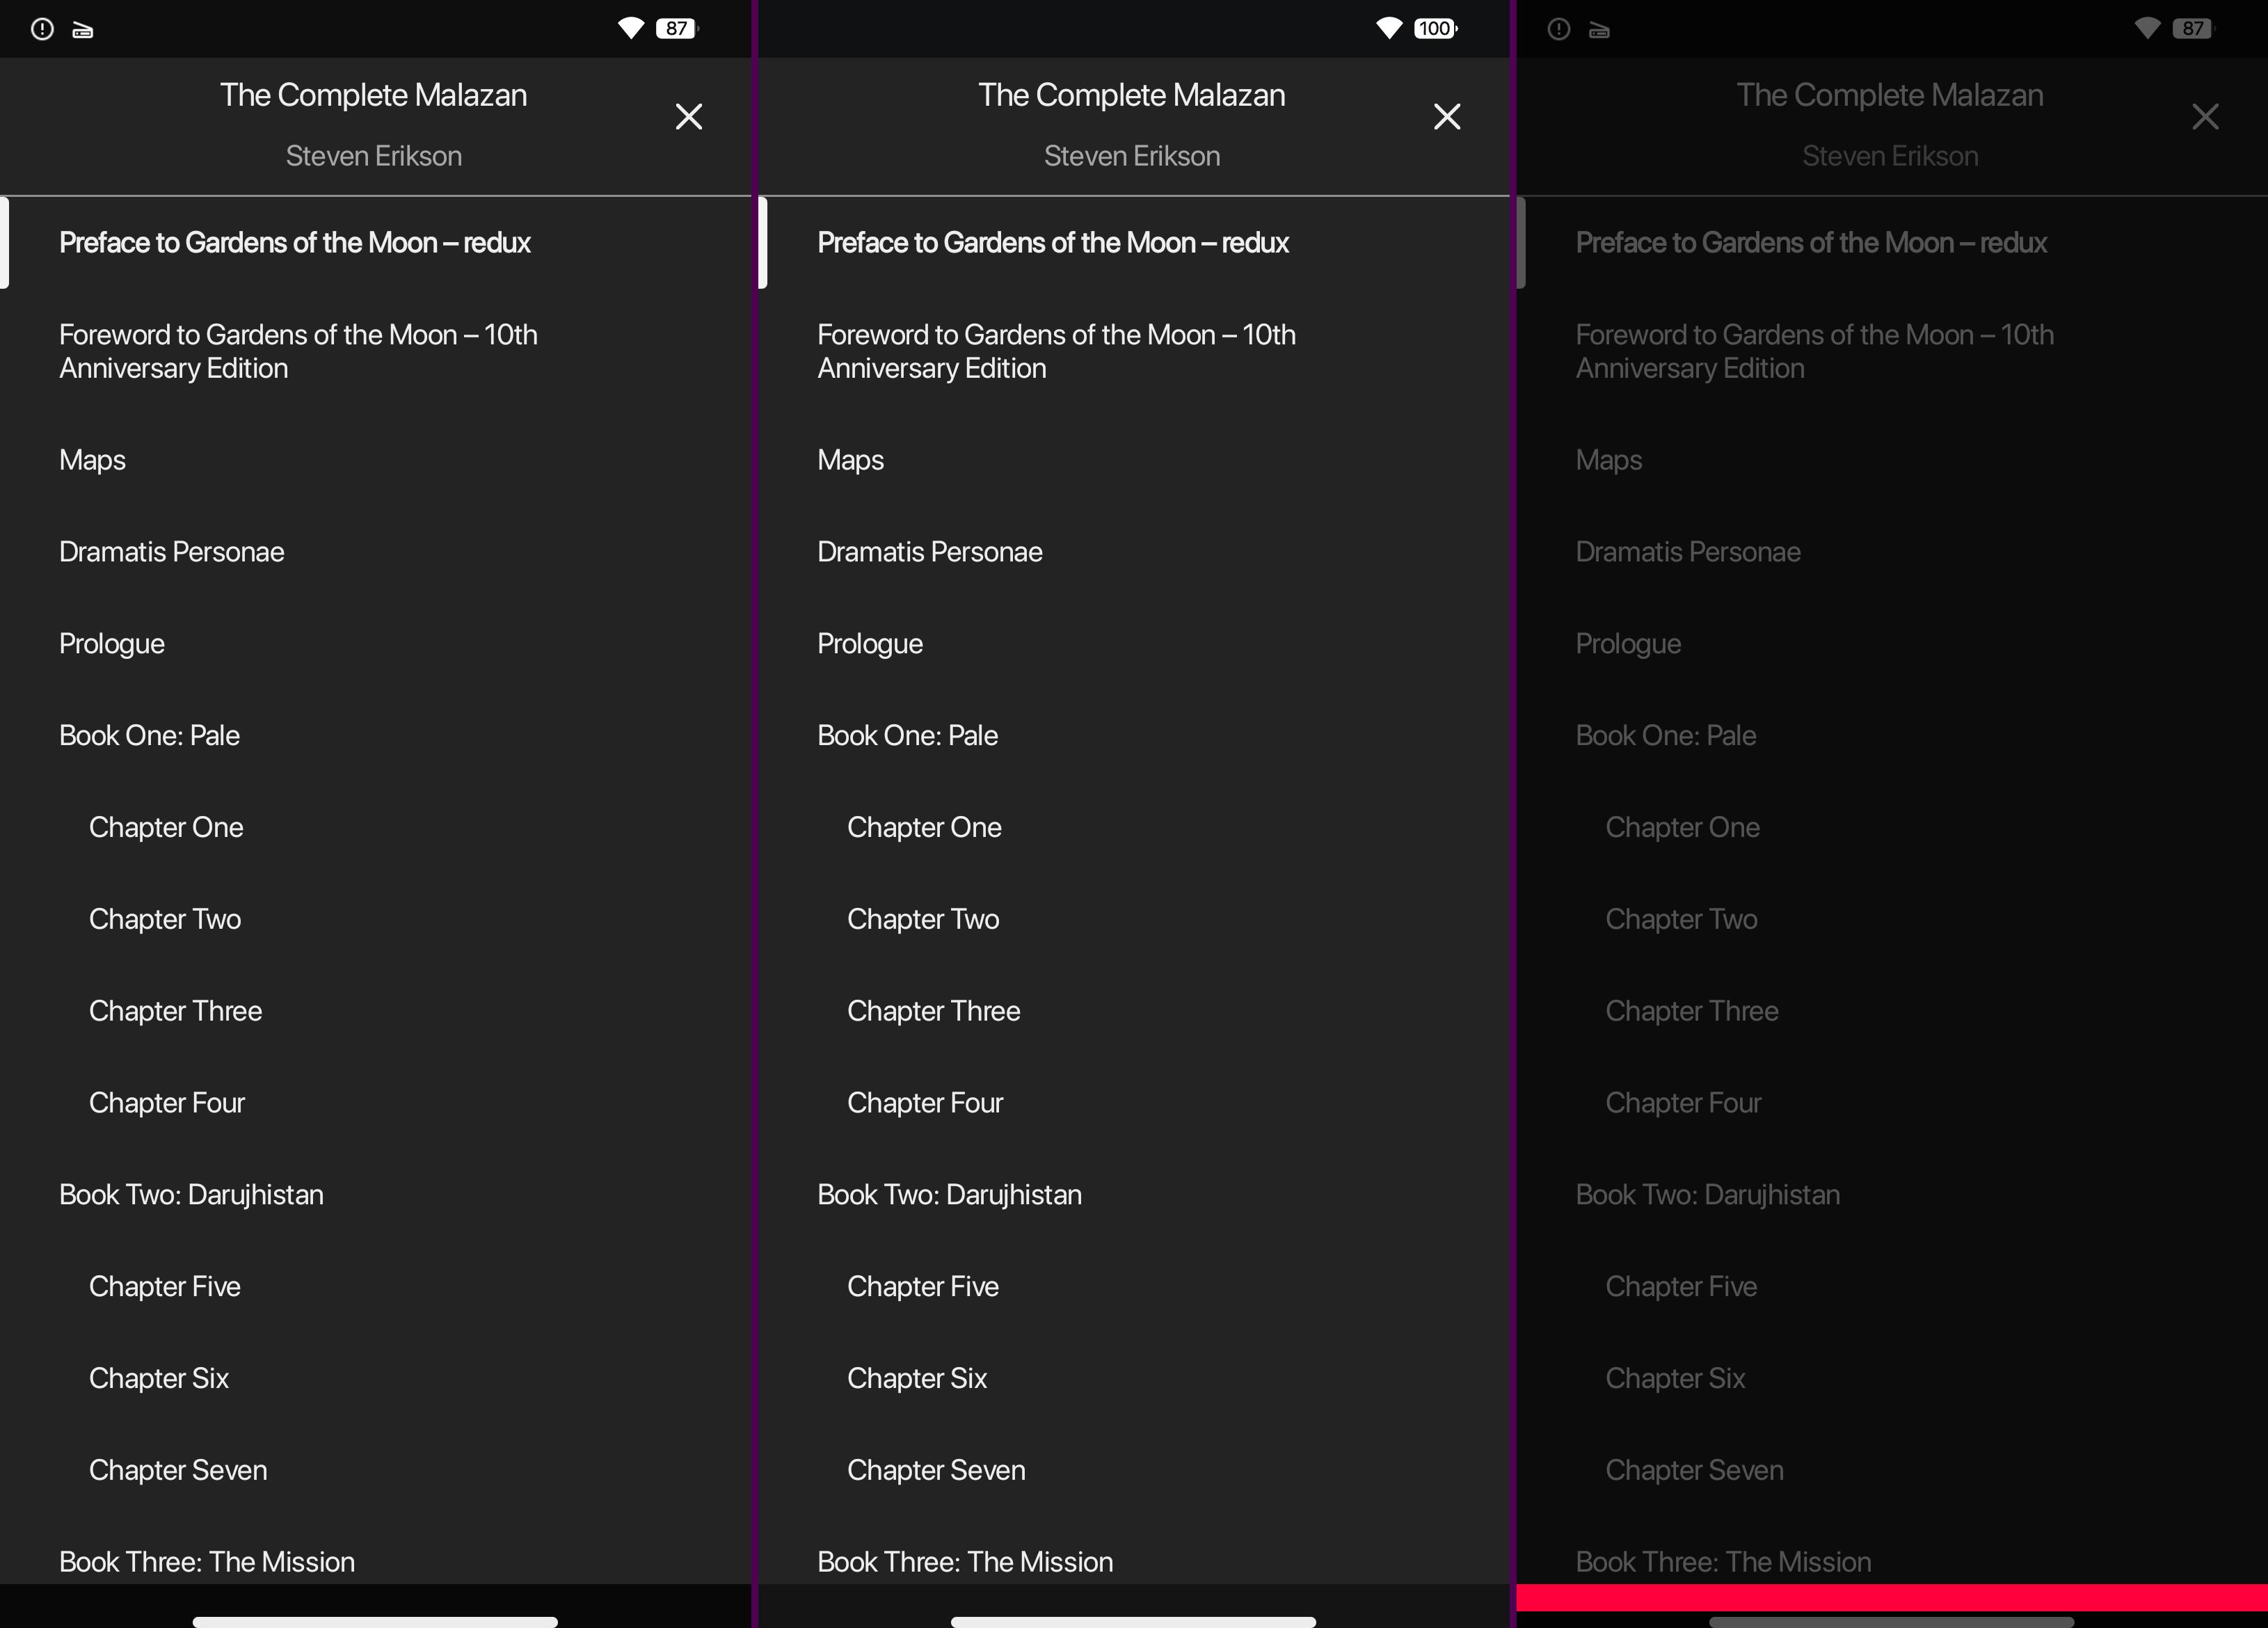 87
The Complete Malazan
Steven Erikson
Preface to Gardens of the Moon – redux
Foreword to Gardens of the Moon – 10th
Anniversary Edition
Maps
Dramatis Personae
Prologue
Book One: Pale
Chapter One
Chapter Two
Chapter Three
Chapter Four
Book Two: Darujhistan
Chapter Five
Chapter Six
Chapter Seven
Book Three: The Mission
100
The Complete Malazan
Steven Erikson
Preface to Gardens of the Moon – redux
Foreword to Gardens of the Moon – 10th
Anniversary Edition
Maps
Dramatis Personae
Prologue
Book One: Pale
Chapter One
Chapter Two
Chapter Three
Chapter Four
Book Two: Darujhistan
Chapter Five
Chapter Six
Chapter Seven
Book Three: The Mission
87
The Complete Malazan
Steven Erikson
Preface to Gardens of the Moon – redux
Foreword to Gardens of the Moon – 10th
Anniversary Edition
Maps
Dramatis Personae
Prologue
Book One: Pale
Chapter One
Chapter Two
Chapter Three
Chapter Four
Book Two: Darujhistan
Chapter Five
Chapter Six
Chapter Seven
Book Three: The Mission